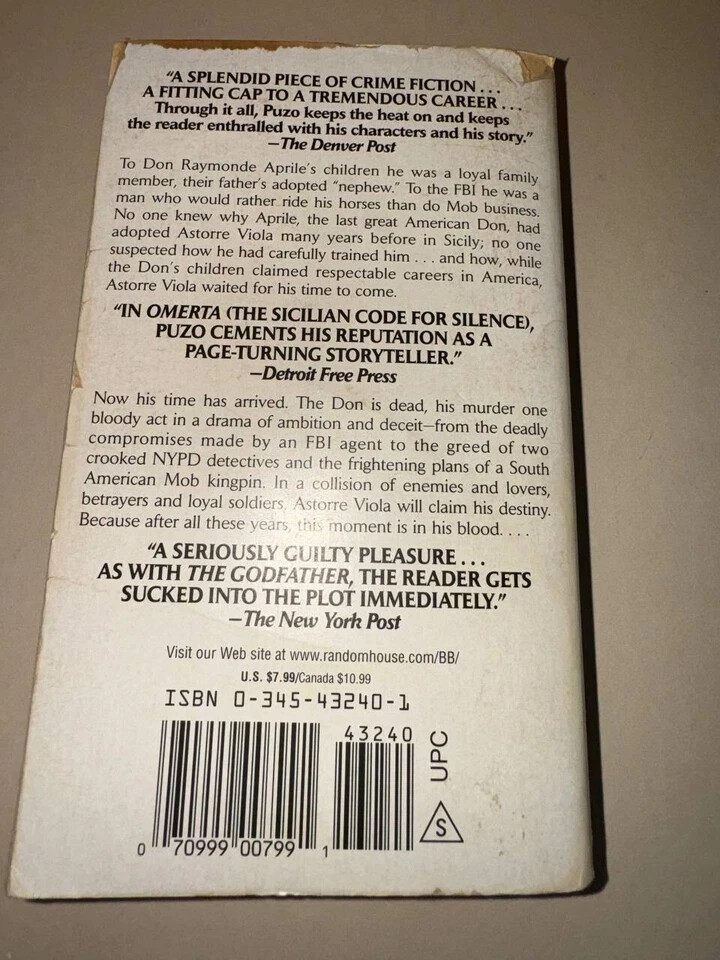 “A SPLENDID PIECE OF CRIME FICTION . . .
A FITTING CAP TO A TREMENDOUS CAREER . . .
Through it all, Puzo keeps the heat on and keeps
the reader enthralled with his characters and his story.”
—The Denver Post
To Don Raymonde Aprile’s children he was a loyal family
member, their father’s adopted “nephew.” To the FBI he was a
man who would rather ride his horses than do Mob business.
No one knew why Aprile, the last great American Don, had
adopted Astorre Viola many years before in Sicily; no one
suspected how he had carefully trained him . . . and how, while
the Don’s children claimed respectable careers in America,
Astorre Viola waited for his time to come.
“IN OMERTA (THE SICILIAN CODE FOR SILENCE),
PUZO CEMENTS HIS REPUTATION AS A
PAGE-TURNING STORYTELLER.”
—Detroit Free Press
Now his time has arrived. The Don is dead, his murder one
bloody act in a drama of ambition and deceit—from the deadly
compromises made by an FBI agent to the greed of two
crooked NYPD detectives and the frightening plans of a South
American Mob kingpin. In a collision of enemies and lovers,
betrayers and loyal soldiers, Astorre Viola will claim his destiny.
Because after all these years, this moment is in his blood. . . .
“A SERIOUSLY GUILTY PLEASURE . . .
AS WITH THE GODFATHER, THE READER GETS
SUCKED INTO THE PLOT IMMEDIATELY.”
—The New York Post
Visit our Web site at www.randomhouse.com/BB/
U.S. $7.99/Canada $10.99
ISBN 0-345-43240-1
43240
UPC
S
0 70999 00799 1